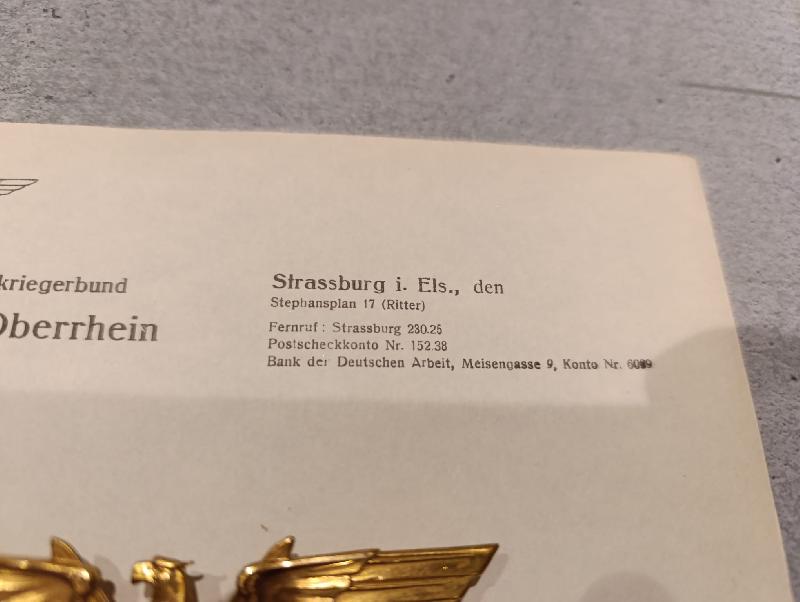 kriegerbund
Oberrhein
Strassburg i. Els., den
Stephansplan 17 (Ritter)
Fernruf: Strassburg 230.26
Postscheckkonto Nr. 152.38
Bank der Deutschen Arbeit, Meisengasse 9, Konto Nr.